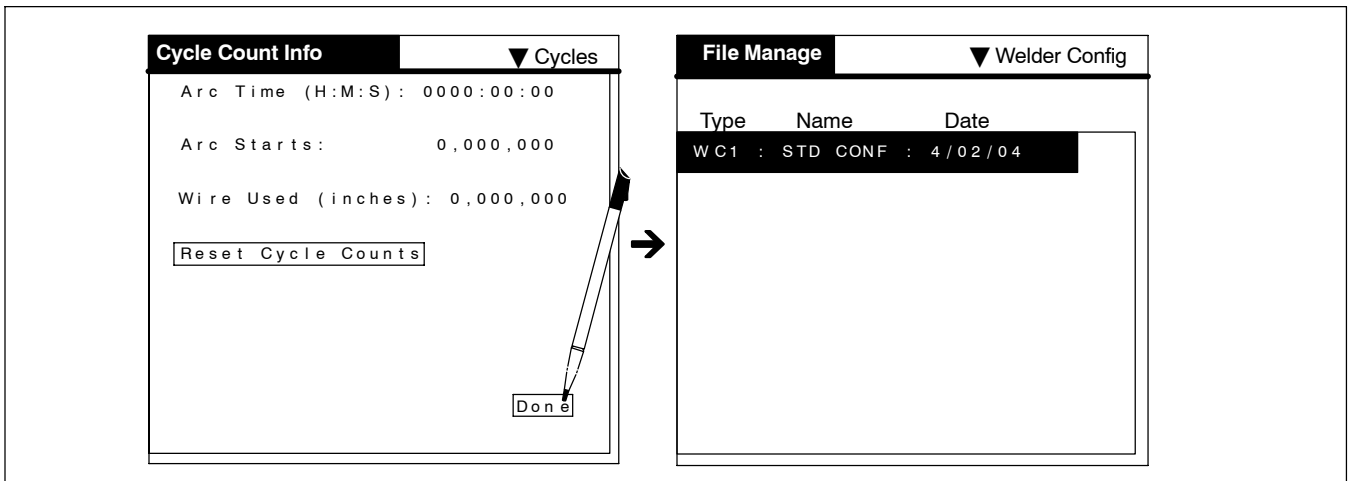 Cycle Count Info
▼ Cycles
Arc Time (H:M:S): 0000:00:00
Arc Starts: 0,000,000
Wire Used (inches): 0,000,000
Reset Cycle Counts
Done
➔
File Manage
▼ Welder Config
Type Name Date
WC1 : STD CONF : 4/02/04